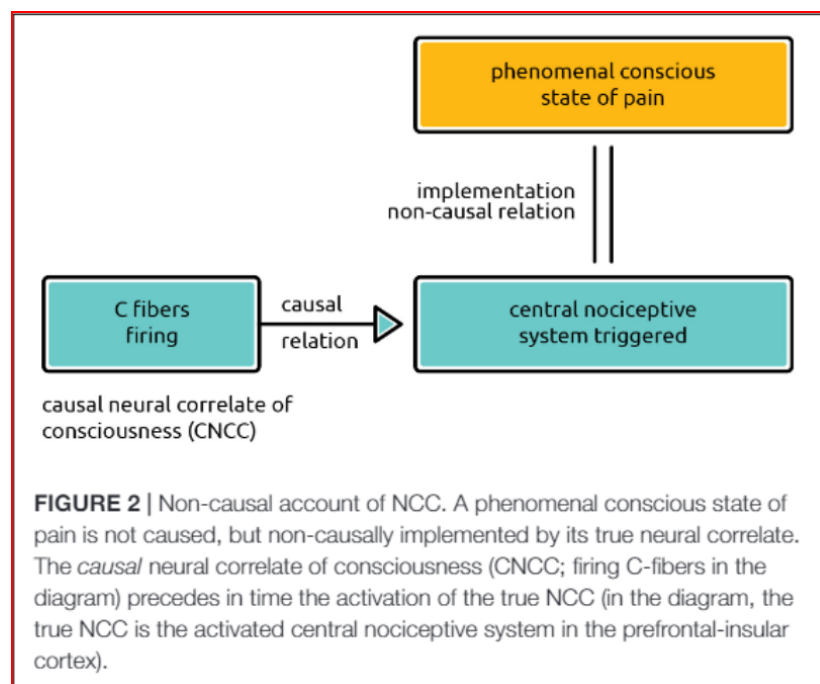 phenomenal conscious
state of pain
implementation
non-causal relation
C fibers
firing
causal
relation
central nociceptive
system triggered
causal neural correlate of
consciousness (CNCC)
FIGURE 2 | Non-causal account of NCC. A phenomenal conscious state of
pain is not caused, but non-causally implemented by its true neural correlate.
The causal neural correlate of consciousness (CNCC; firing C-fibers in the
diagram) precedes in time the activation of the true NCC (in the diagram, the
true NCC is the activated central nociceptive system in the prefrontal-insular
cortex).